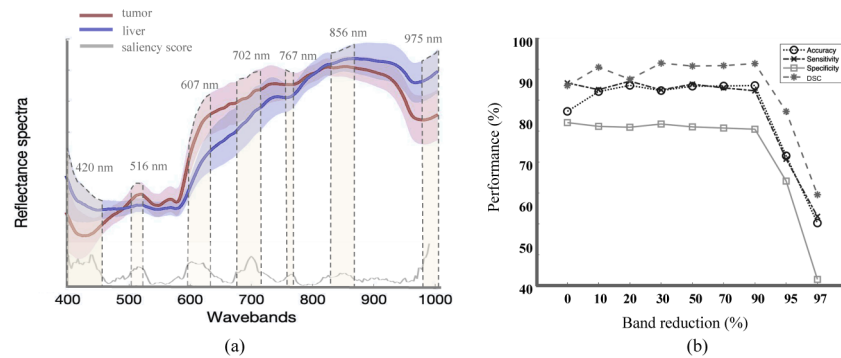 tumor
liver
saliency score
420 nm
516 nm
607 nm
702 nm
767 nm
856 nm
975 nm
Reflectance spectra
400 500 600 700 800 900 1000
Wavebands
(a)
Accuracy
Sensitivity
Specificity
DSC
100
90
80
70
60
50
40
Performance (%)
0 10 20 30 50 70 90 95 97
Band reduction (%)
(b)